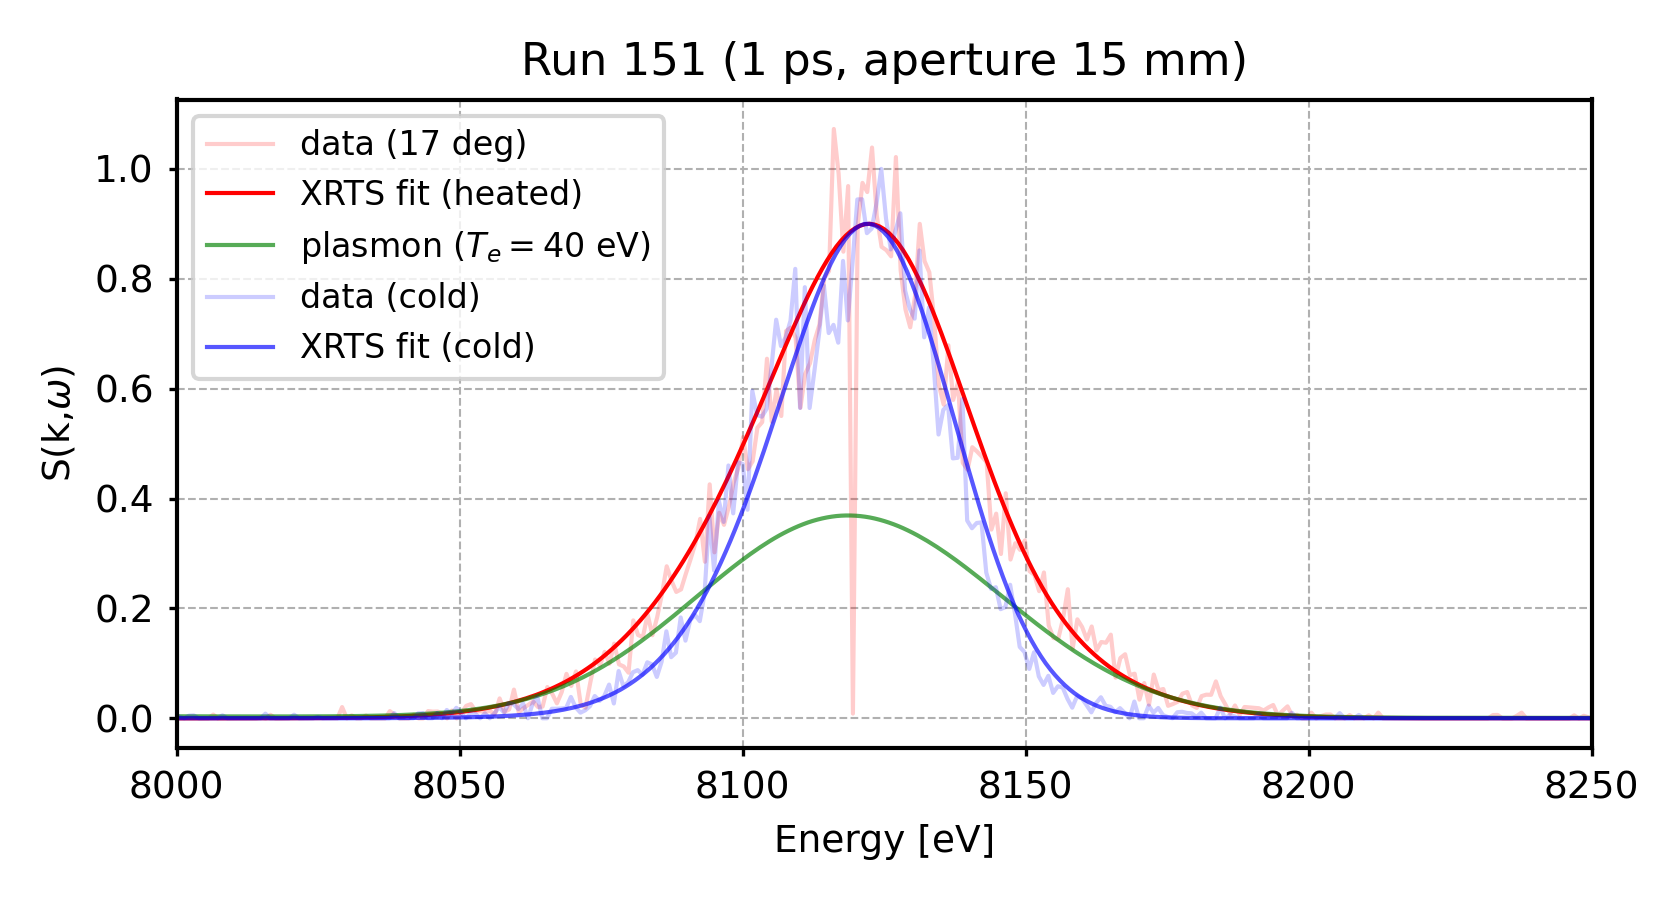 Run 151 (1 ps, aperture 15 mm)
data (17 deg)
XRTS fit (heated)
plasmon (Tₑ = 40 eV)
data (cold)
XRTS fit (cold)
S(k,ω)
1.0
0.8
0.6
0.4
0.2
0.0
8000 8050 8100 8150 8200 8250
Energy [eV]